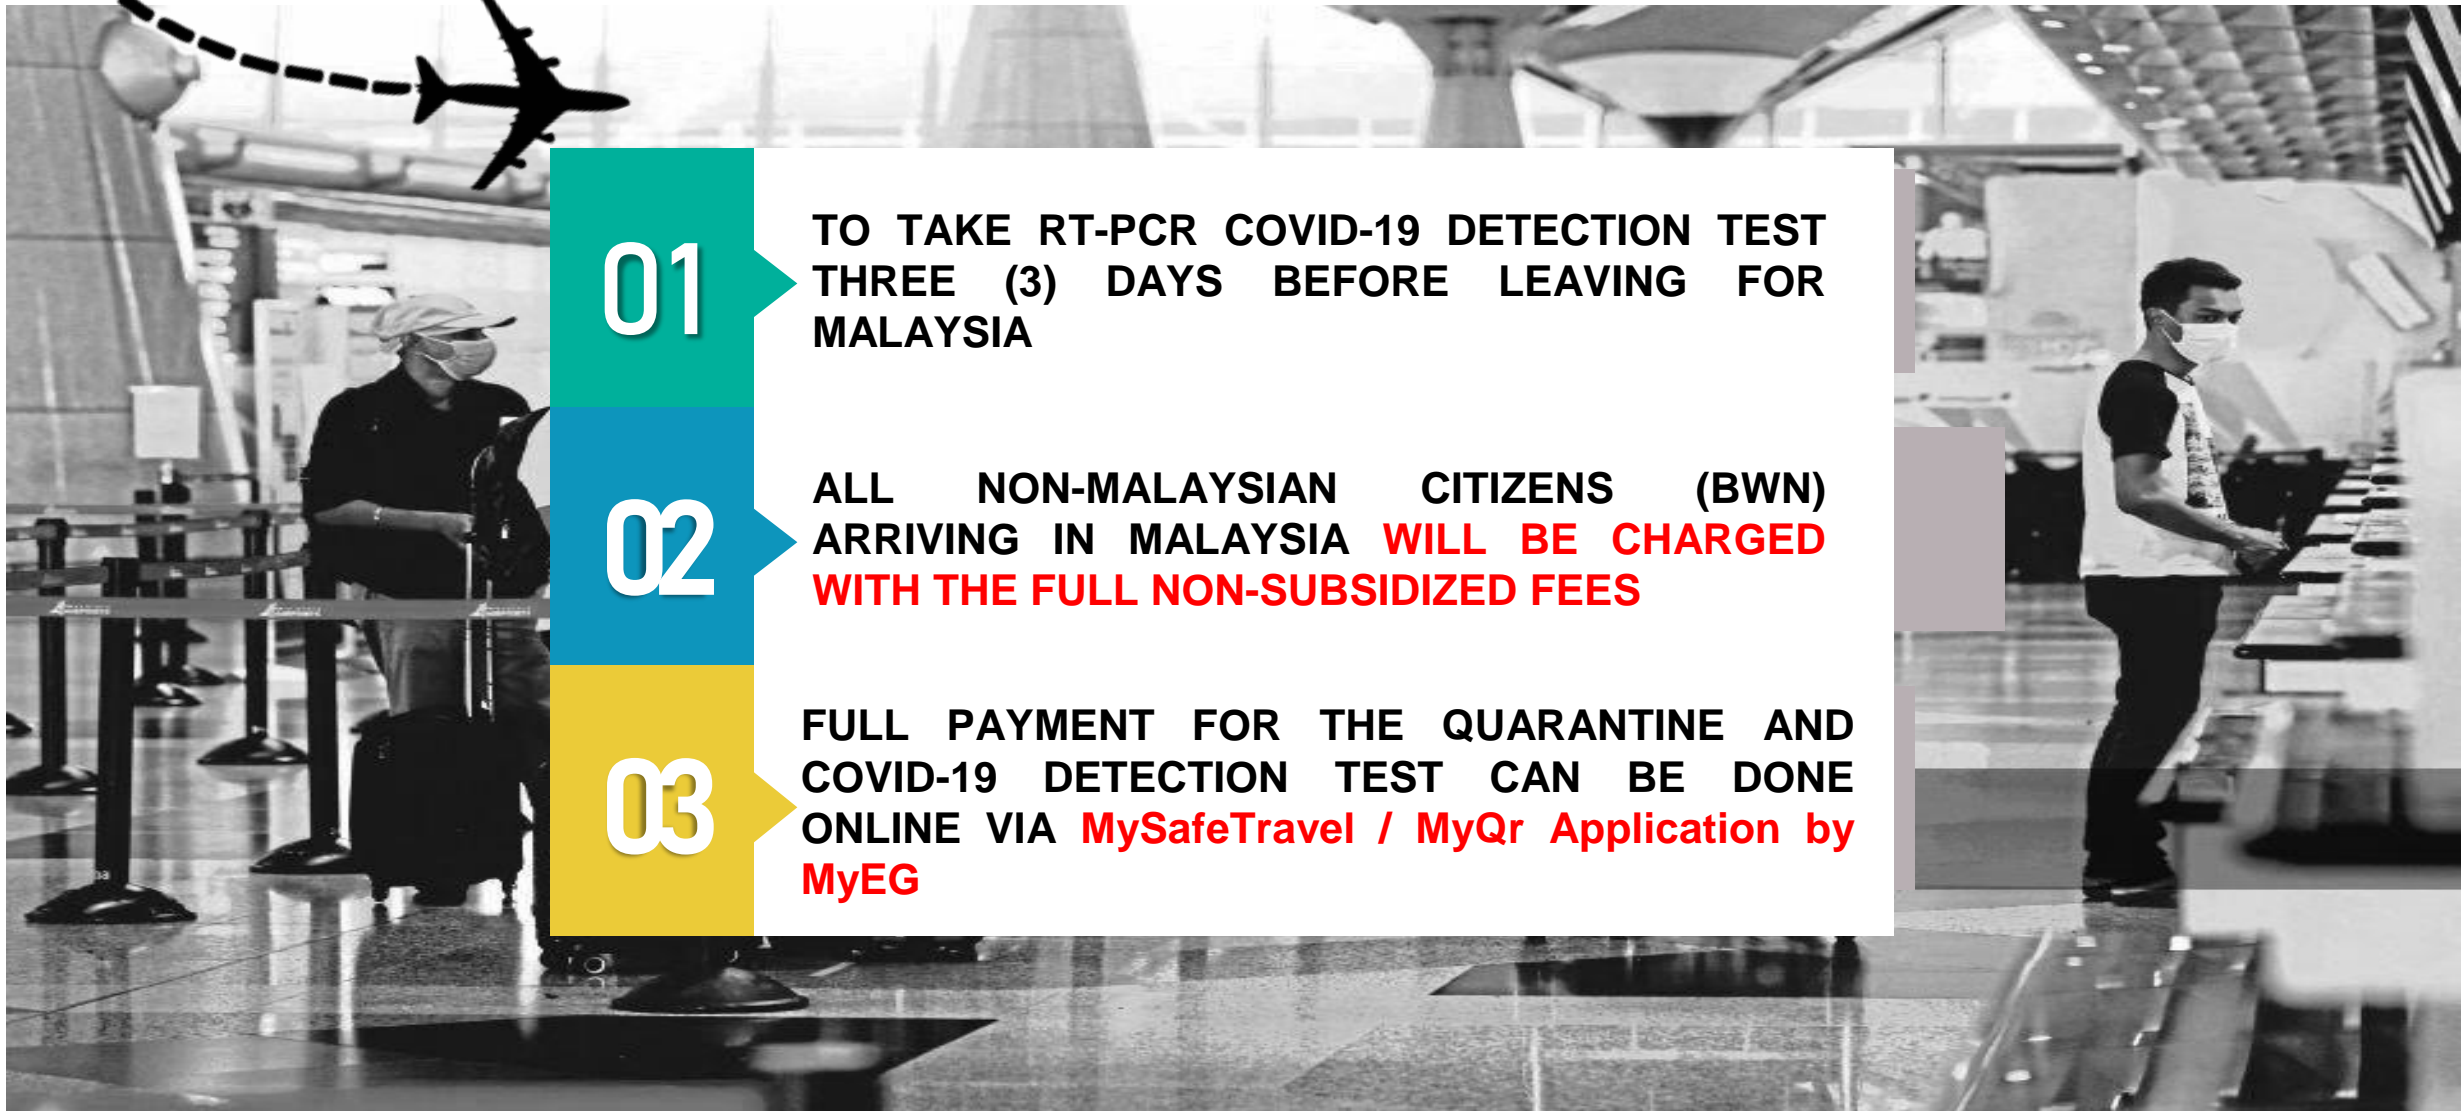 01
TO TAKE RT-PCR COVID-19 DETECTION TEST
THREE (3) DAYS BEFORE LEAVING FOR
MALAYSIA
02
ALL NON-MALAYSIAN CITIZENS (BWN)
ARRIVING IN MALAYSIA WILL BE CHARGED
WITH THE FULL NON-SUBSIDIZED FEES
03
FULL PAYMENT FOR THE QUARANTINE AND
COVID-19 DETECTION TEST CAN BE DONE
ONLINE VIA MySafeTravel / MyQr Application by
MyEG